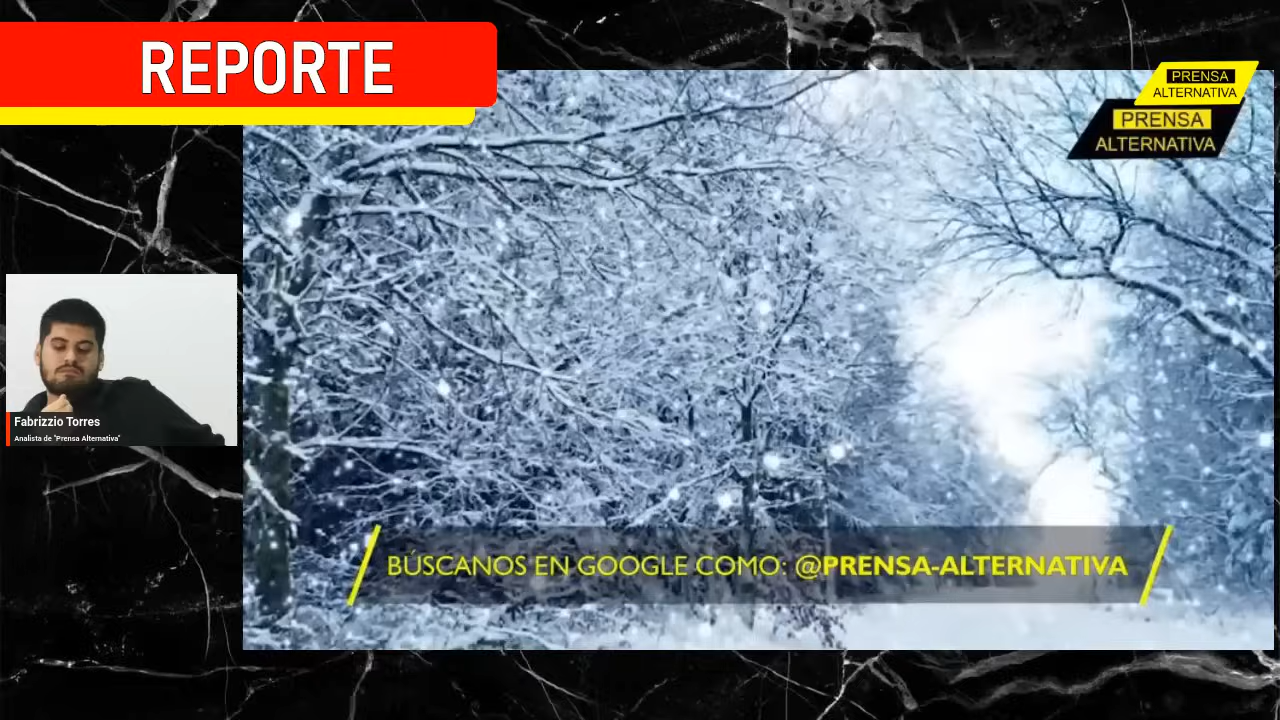 REPORTE
PRENSA
ALTERNATIVA
PRENSA
ALTERNATIVA
Fabrizzio Torres
Analista de "Prensa Alternativa"
BÚSCANOS EN GOOGLE COMO: @PRENSA-ALTERNATIVA